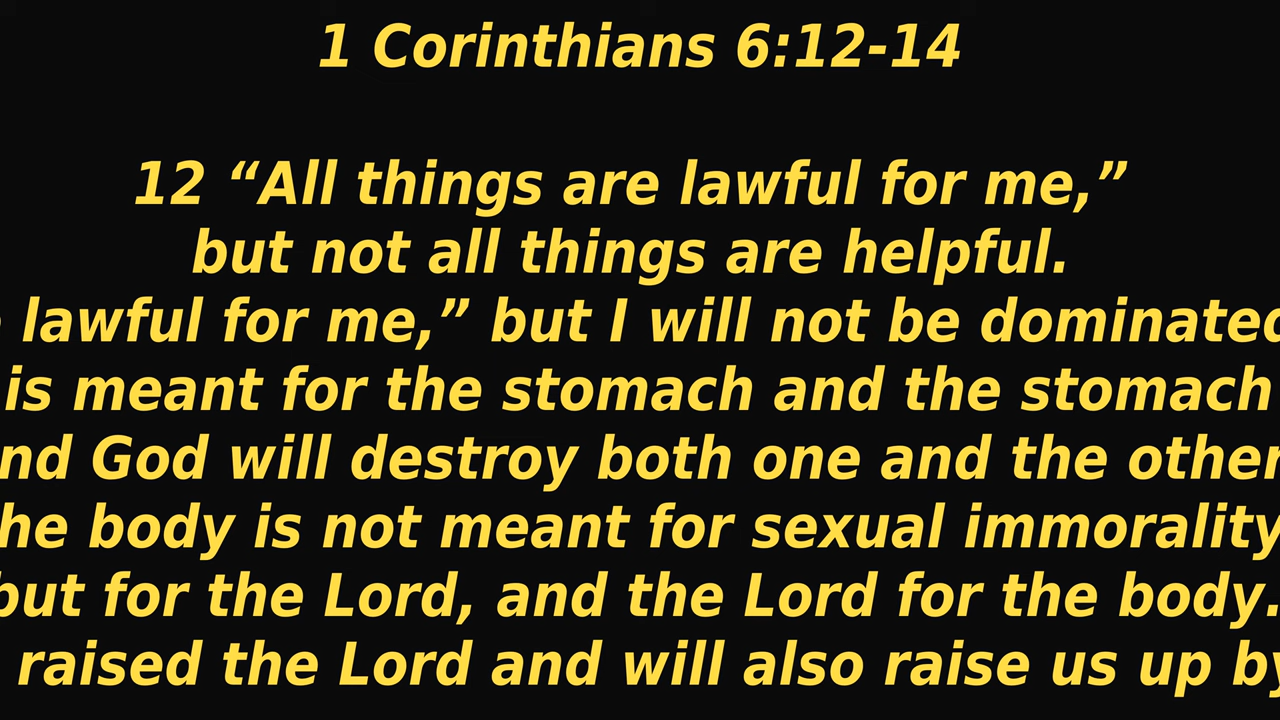 1 Corinthians 6:12-14
12 “All things are lawful for me,”
but not all things are helpful.
lawful for me,” but I will not be dominated
is meant for the stomach and the stomach
nd God will destroy both one and the other
he body is not meant for sexual immorality
but for the Lord, and the Lord for the body.
raised the Lord and will also raise us up by